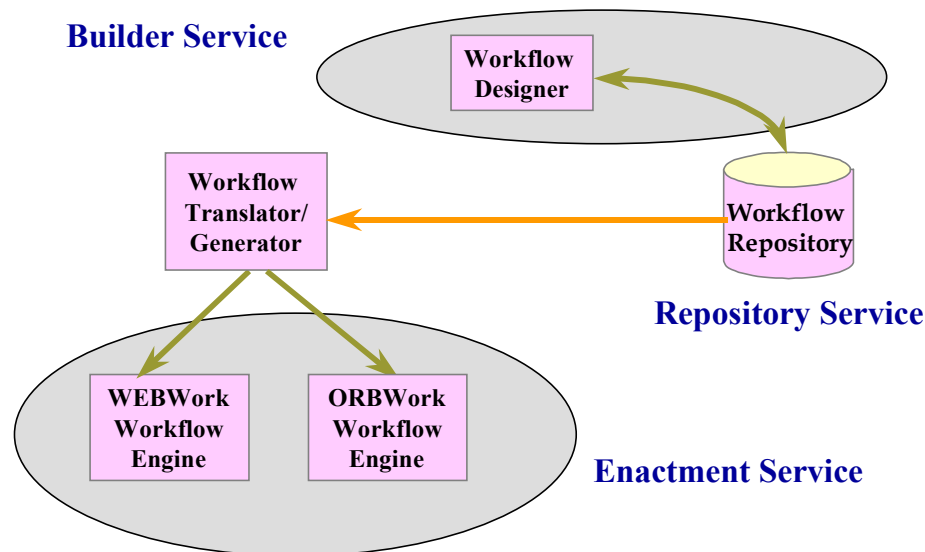 Builder Service
Workflow
Designer
Workflow
Translator/
Generator
Workflow
Repository
Repository Service
WEBWork
Workflow
Engine
ORBWork
Workflow
Engine
Enactment Service